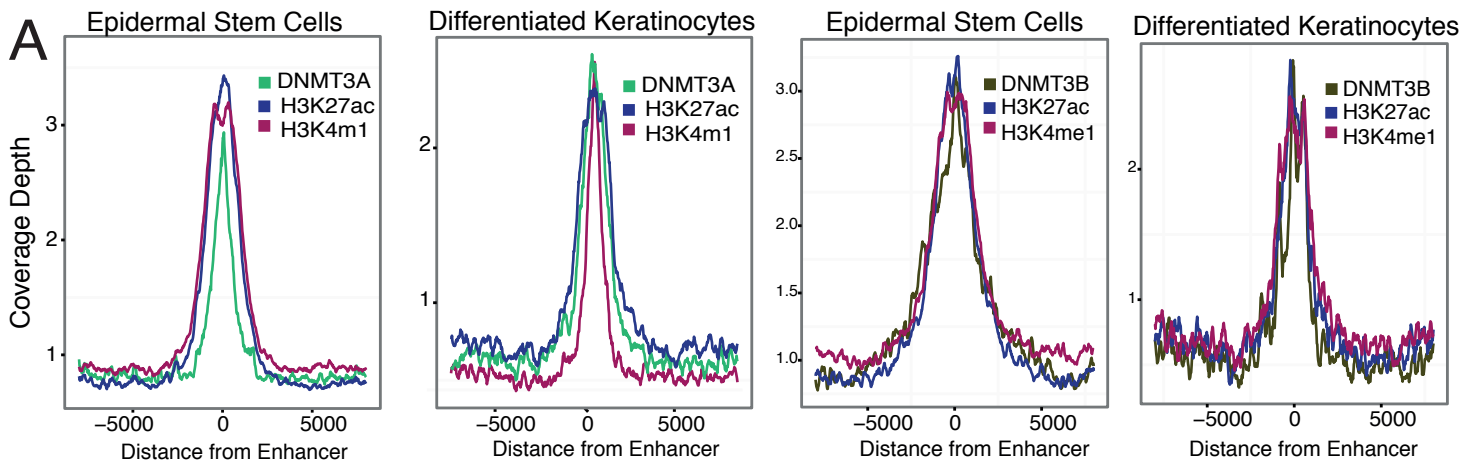 A
Epidermal Stem Cells
Differentiated Keratinocytes
Epidermal Stem Cells
Differentiated Keratinocytes
Coverage Depth
DNMT3A
H3K27ac
H3K4m1
3
2
1
−5000
0
5000
Distance from Enhancer
DNMT3A
H3K27ac
H3K4m1
2
1
−5000
0
5000
Distance from Enhancer
DNMT3B
H3K27ac
H3K4me1
3.0
2.5
2.0
1.5
1.0
−5000
0
5000
Distance from Enhancer
DNMT3B
H3K27ac
H3K4me1
2
1
−5000
0
5000
Distance from Enhancer